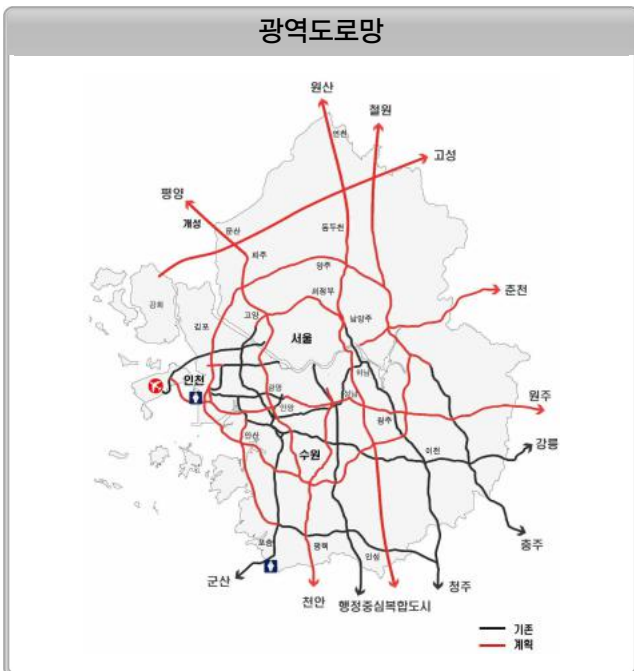 광역도로망
원산
철원
연천
고성
평양
개성
문산
동두천
파주
양주
의정부
춘천
강화
고양
남양주
김포
서울
인천
하남
광명
성남
원주
안양
광주
강릉
안산
수원
이천
충주
평택
안성
군산
청주
천안
행정중심복합도시
기존
계획